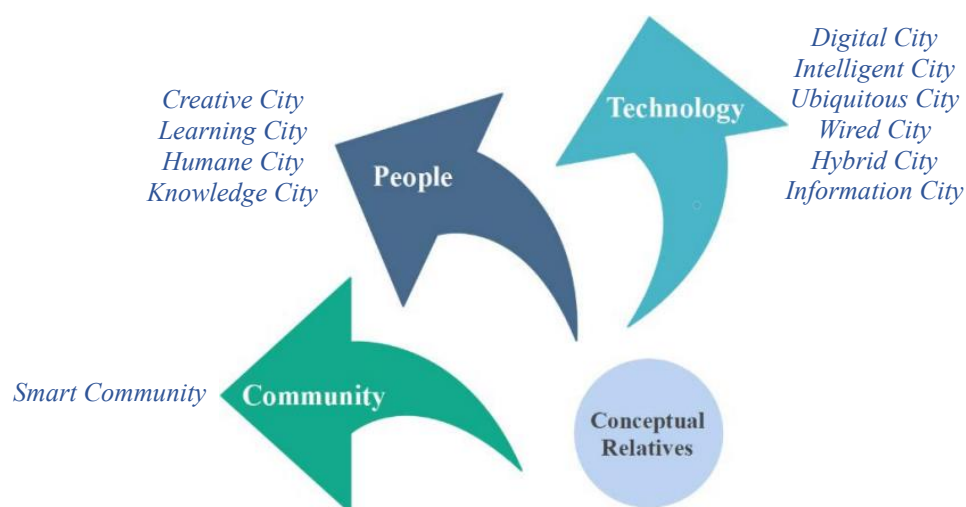 Digital City
Intelligent City
Ubiquitous City
Wired City
Hybrid City
Information City
Technology
Creative City
Learning City
Humane City
Knowledge City
People
Smart Community
Community
Conceptual
Relatives